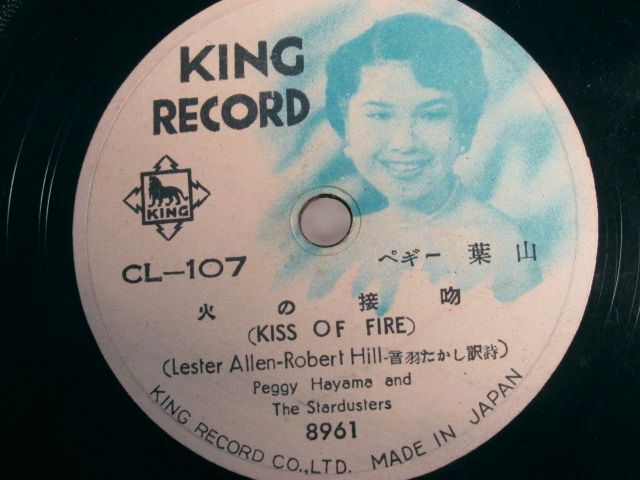 KING
RECORD
KING
CL-107
ペギー 葉山
火の接吻
(KISS OF FIRE)
(Lester Allen-Robert Hill-音羽たかし訳詩)
Peggy Hayama and
The Stardusters
8961
KING RECORD CO., LTD. MADE IN JAPAN